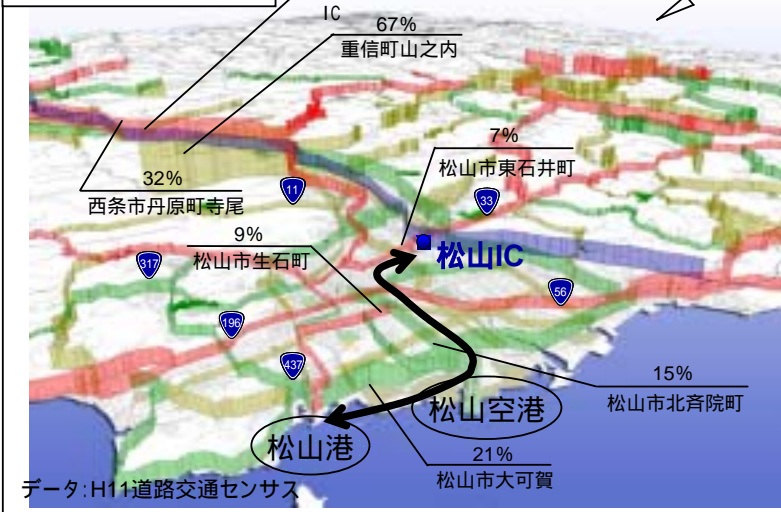 IC
67%
重信町山之内
7%
松山市東石井町
32%
西条市丹原町寺尾
11
33
9%
松山市生石町
松山IC
317
56
196
437
15%
松山市北斉院町
松山空港
松山港
21%
松山市大可賀
データ:H11道路交通センサス